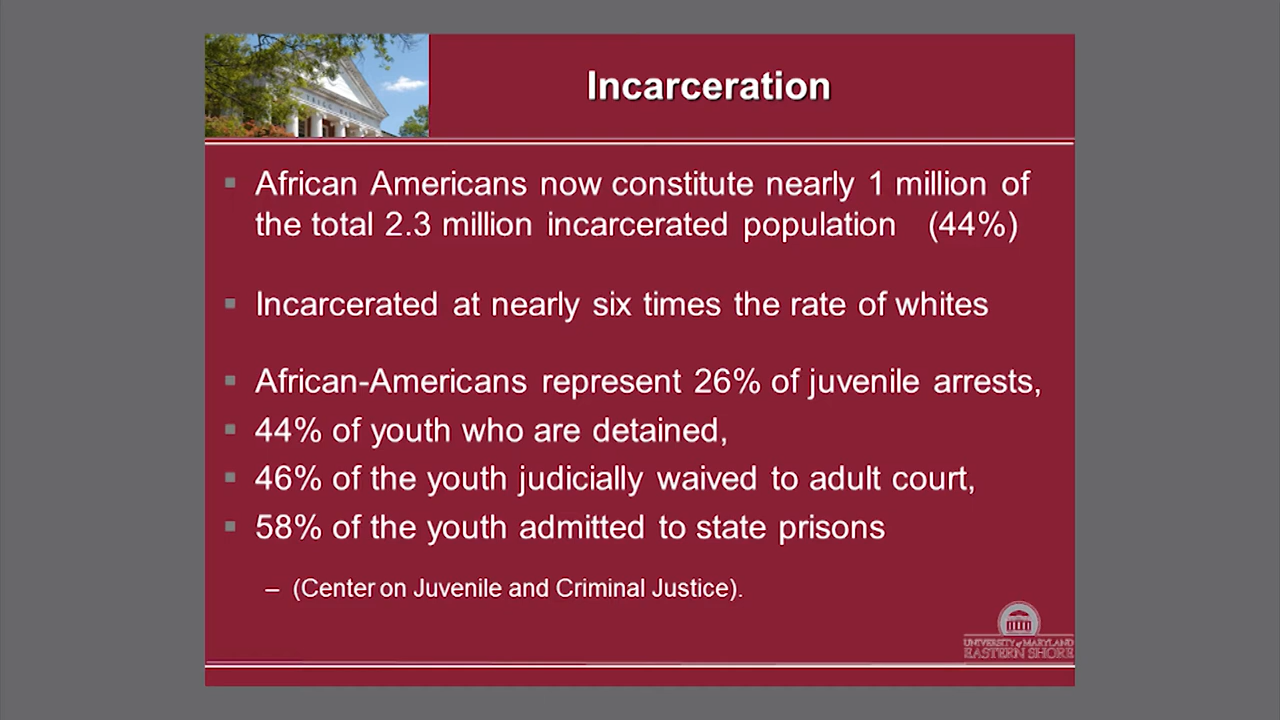 Incarceration
African Americans now constitute nearly 1 million of
the total 2.3 million incarcerated population (44%)
Incarcerated at nearly six times the rate of whites
African-Americans represent 26% of juvenile arrests,
44% of youth who are detained,
46% of the youth judicially waived to adult court,
58% of the youth admitted to state prisons
– (Center on Juvenile and Criminal Justice).
UNIVERSITY of MARYLAND
EASTERN SHORE